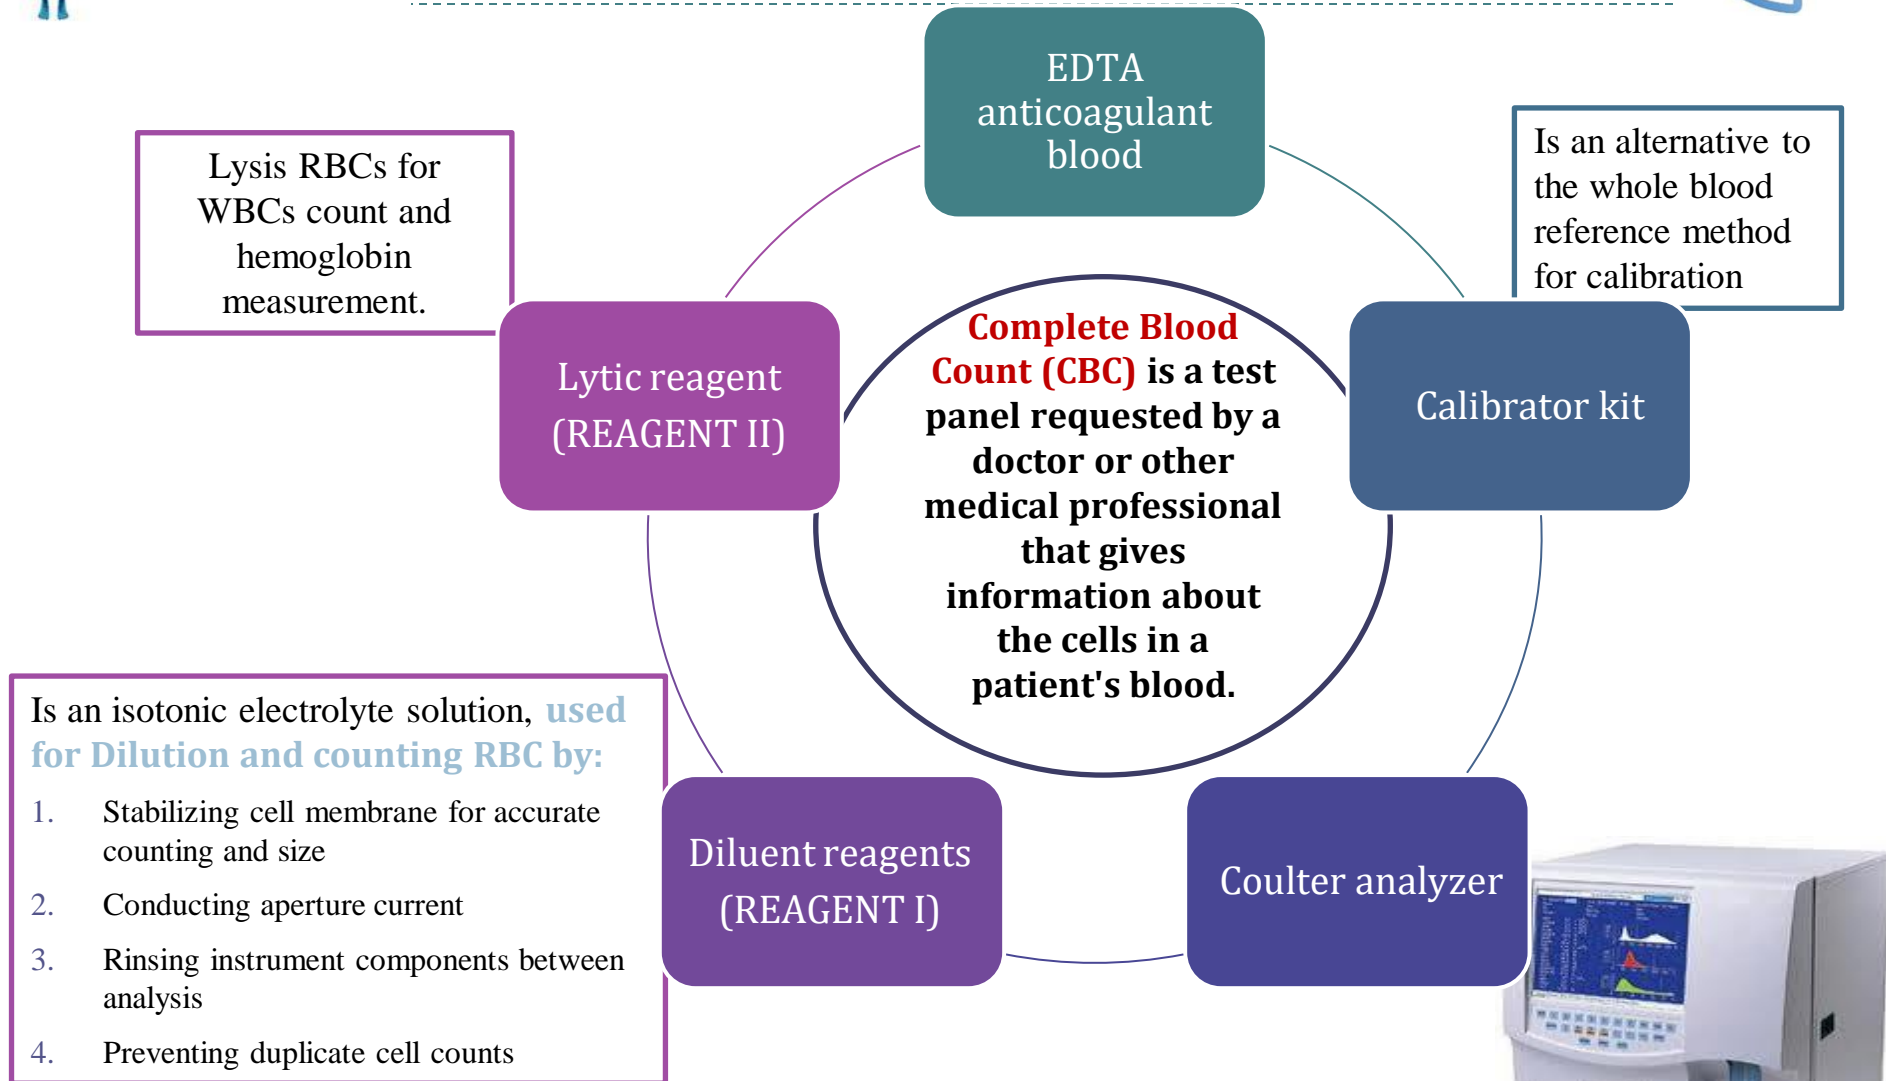 EDTA
anticoagulant
blood
Lysis RBCs for
WBCs count and
hemoglobin
measurement.
Is an alternative to
the whole blood
reference method
for calibration
Lytic reagent
(REAGENT II)
Complete Blood
Count (CBC) is a test
panel requested by a
doctor or other
medical professional
that gives
information about
the cells in a
patient's blood.
Calibrator kit
Is an isotonic electrolyte solution, used
for Dilution and counting RBC by:
1. Stabilizing cell membrane for accurate
counting and size
2. Conducting aperture current
3. Rinsing instrument components between
analysis
4. Preventing duplicate cell counts
Diluent reagents
(REAGENT I)
Coulter analyzer